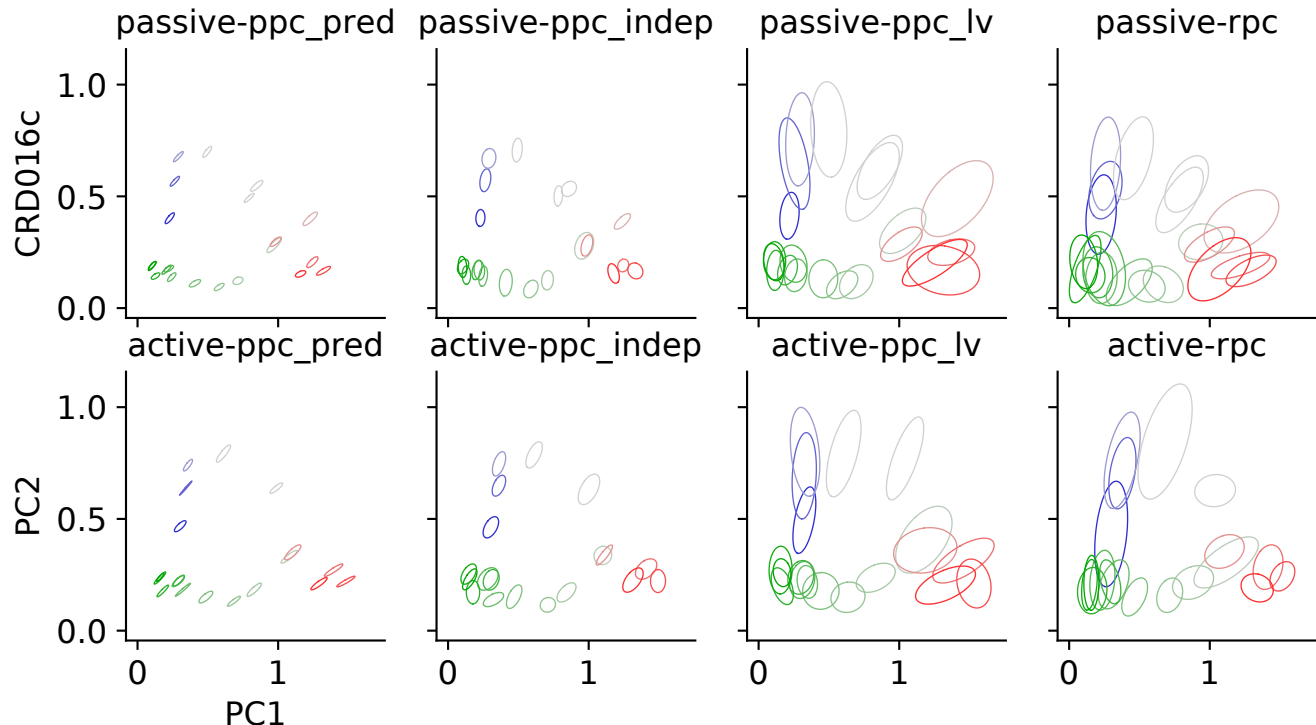 passive-ppc_pred passive-ppc_indep passive-ppc_lv passive-rpc
1.0
0.5
0.0
CRD016c
active-ppc_pred active-ppc_indep active-ppc_lv active-rpc
1.0
0.5
0.0
PC2
0 1 0 1 0 1 0 1
PC1